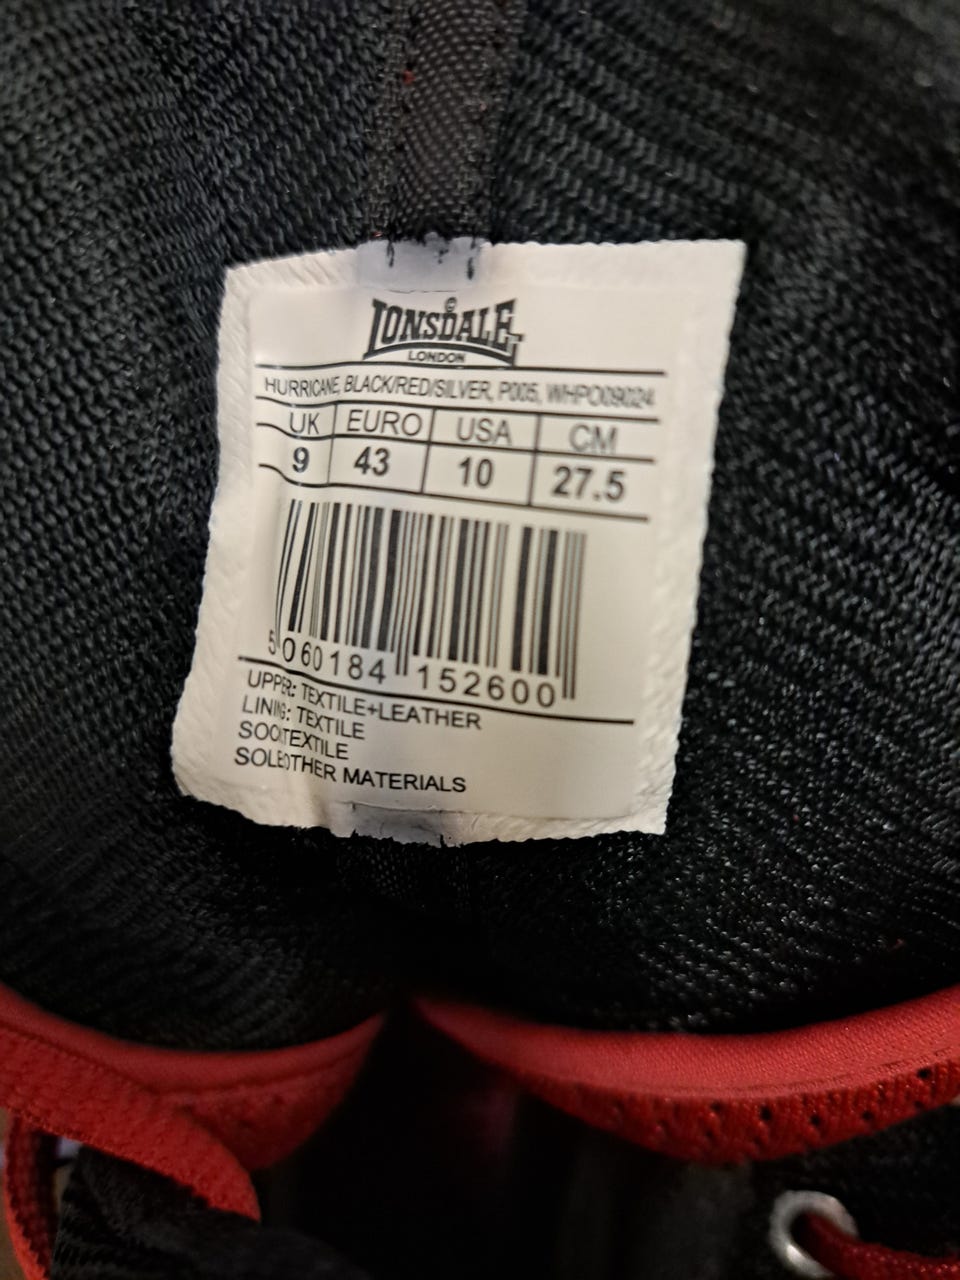 ©
LONSDALE
LONDON
HURRICANE, BLACK/RED/SILVER, P005, WHPO09024
UK EURO USA CM
9 43 10 27.5
5 060184 152600
UPPER: TEXTILE+LEATHER
LINING: TEXTILE
TEXTILE
OTHER MATERIALS